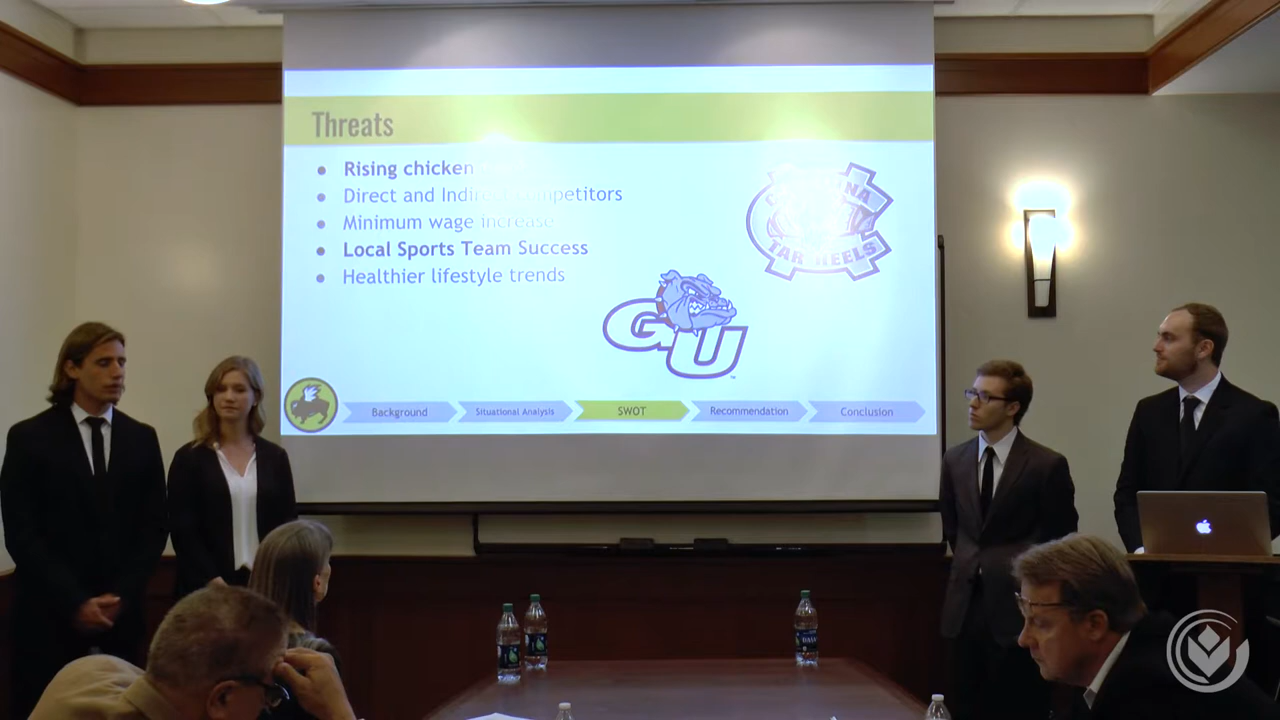 Threats
Rising chicken
Direct and Indirect competitors
Minimum wage increase
Local Sports Team Success
Healthier lifestyle trends
TAR HEELS
GU
Background
Situational Analysis
SWOT
Recommendation
Conclusion